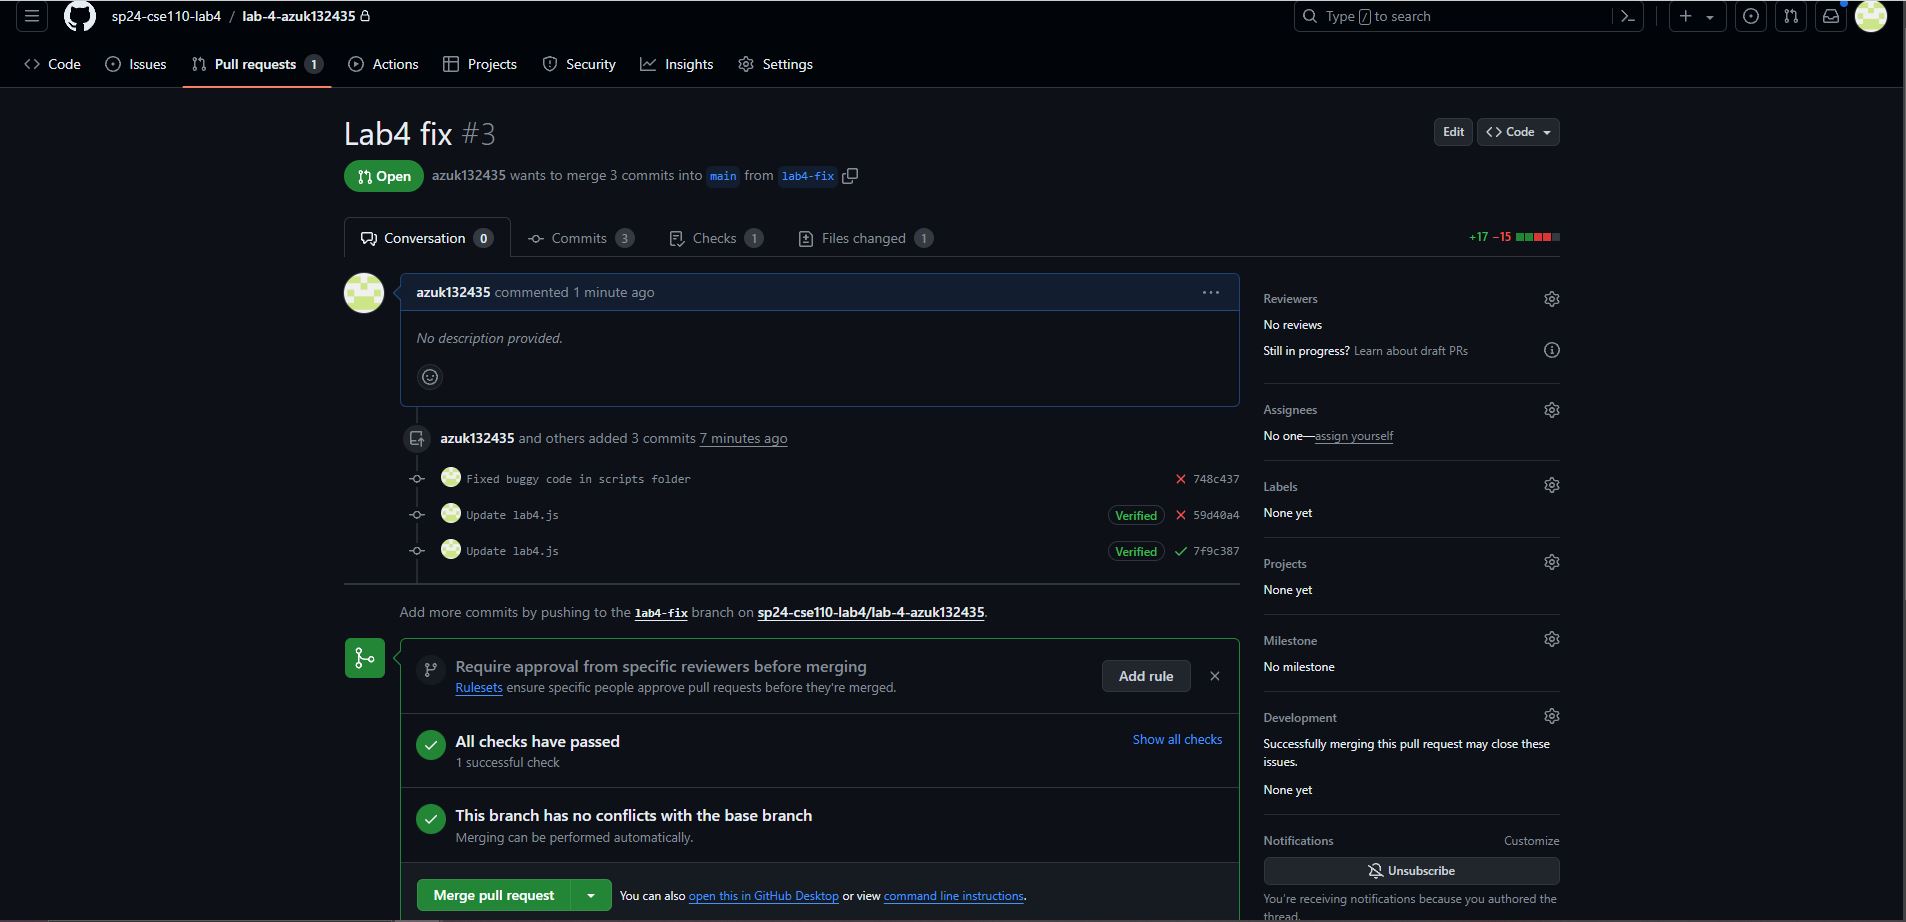 sp24-cse110-lab4 / lab-4-azuk132435
Type / to search
Code Issues Pull requests 1 Actions Projects Security Insights Settings
Lab4 fix #3
Edit <> Code
Open azuk132435 wants to merge 3 commits into main from lab4-fix
Conversation 0 Commits 3 Checks 1 Files changed 1
+17 −15
azuk132435 commented 1 minute ago
No description provided.
azuk132435 and others added 3 commits 7 minutes ago
Fixed buggy code in scripts folder 748c437
Update lab4.js Verified 59d40a4
Update lab4.js Verified 7f9c387
Add more commits by pushing to the lab4-fix branch on sp24-cse110-lab4/lab-4-azuk132435.
Require approval from specific reviewers before merging
Rulesets ensure specific people approve pull requests before they're merged.
Add rule
All checks have passed
1 successful check
Show all checks
This branch has no conflicts with the base branch
Merging can be performed automatically.
Merge pull request You can also open this in GitHub Desktop or view command line instructions.
Reviewers
No reviews
Still in progress? Learn about draft PRs
Assignees
No one—assign yourself
Labels
None yet
Projects
None yet
Milestone
No milestone
Development
Successfully merging this pull request may close these
issues.
None yet
Notifications Customize
Unsubscribe
You're receiving notifications because you authored the
thread.